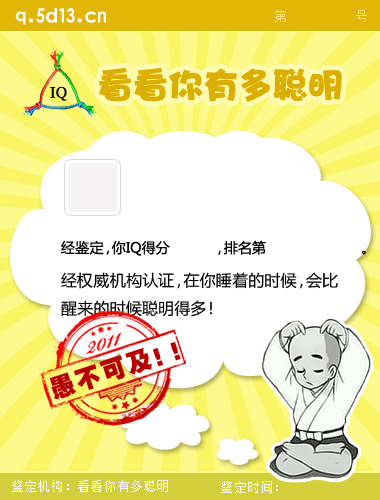 q.5d13.cn
第 号
IQ
看看你有多聪明
经鉴定,你IQ得分 ,排名第 。
经权威机构认证,在你睡着的时候,会比
醒来的时候聪明得多!
2011
愚不可及!!
鉴定机构:看看你有多聪明 鉴定时间: